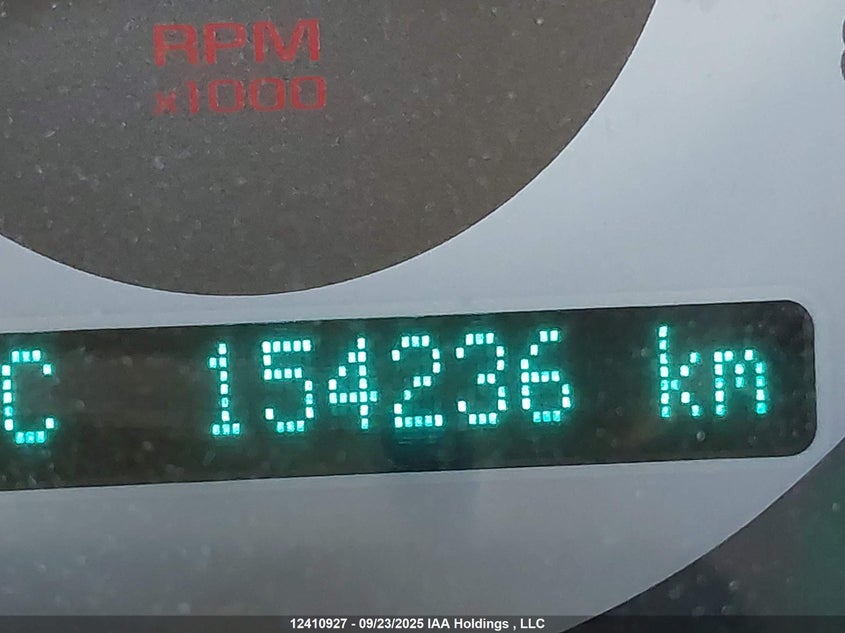 RPM
x1000
C 154236 km
12410927 - 09/23/2025 IAA Holdings , LLC